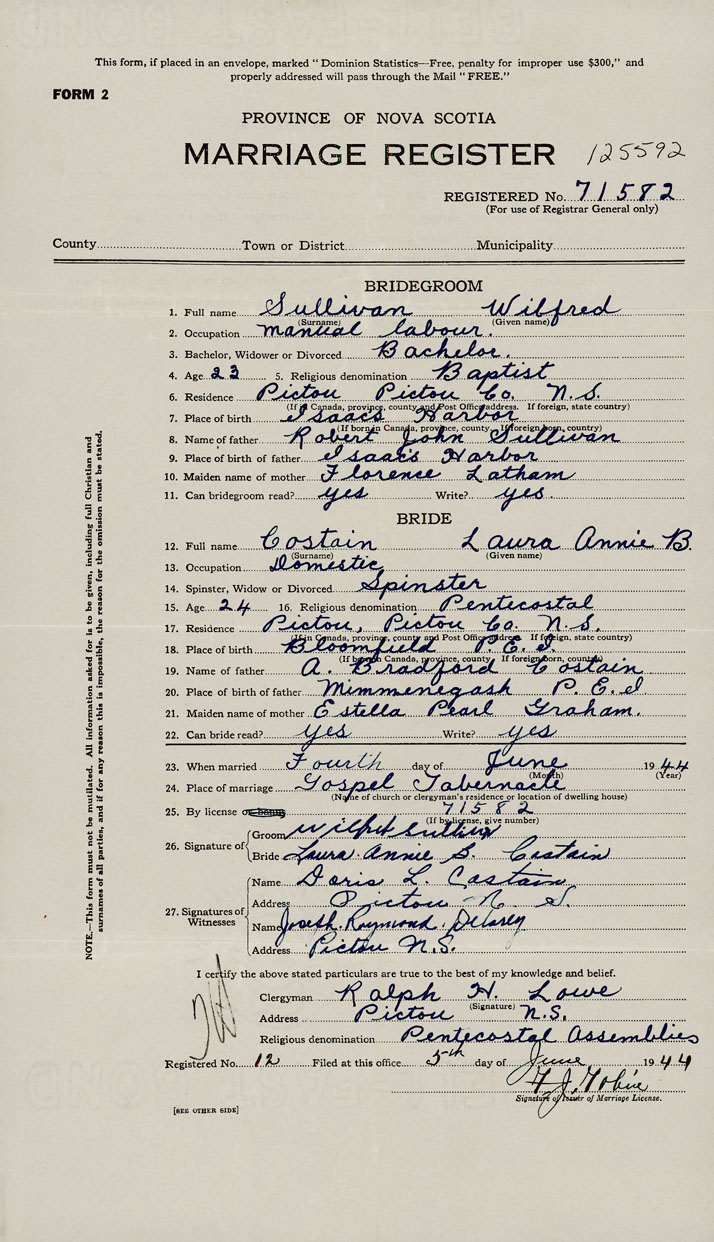 This form, if placed in an envelope, marked "Dominion Statistics—Free, penalty for improper use $300," and
properly addressed will pass through the Mail "FREE."
FORM 2
PROVINCE OF NOVA SCOTIA
MARRIAGE REGISTER 125592
REGISTERED No. 71582
(For use of Registrar General only)
County Town or District Municipality
BRIDEGROOM
1. Full name Sullivan Wilfred
(Surname) (Given name)
2. Occupation manual labour.
3. Bachelor, Widower or Divorced Bachelor.
4. Age 23 5. Religious denomination Baptist
6. Residence Pictou Pictou Co. N.S.
(If in Canada, province, county and Post Office address. If foreign, state country)
7. Place of birth Isaacs Harbor
(If born in Canada, province, county. If foreign born, country)
8. Name of father Robert John Sullivan
9. Place of birth of father Isaacs Harbor
10. Maiden name of mother Florence Latham
11. Can bridegroom read? yes Write? yes.
BRIDE
12. Full name Costain Laura Annie B.
(Surname) (Given name)
13. Occupation Domestic
14. Spinster, Widow or Divorced Spinster
15. Age 24 16. Religious denomination Pentecostal
17. Residence Pictou, Pictou Co. N.S.
(If in Canada, province, county and Post Office address. If foreign, state country)
18. Place of birth Bloomfield P.E.I.
(If born in Canada, province, county. If foreign born, country)
19. Name of father A. Bradford Costain
20. Place of birth of father Mimmenegash P.E.I.
21. Maiden name of mother Estella Pearl Graham.
22. Can bride read? yes Write? yes
23. When married Fourth day of June 1944
(Month) (Year)
24. Place of marriage Gospel Tabernacle
(Name of church or clergyman's residence or location of dwelling house)
25. By license or banns 71582
(If by license, give number)
26. Signature of Groom Wilfred Sullivan
Bride Laura Annie B. Costain
27. Signatures of Witnesses
Name Doris L. Costain
Address Pictou N.S.
Name Joseph Raymond Delorey
Address Pictou N.S.
I certify the above stated particulars are true to the best of my knowledge and belief.
Clergyman Ralph H. Lowe
(Signature)
Address Pictou N.S.
Religious denomination Pentecostal Assemblies
Registered No. 12 Filed at this office 5th day of June 1944
Signature of Issuer of Marriage License.
[SEE OTHER SIDE]
NOTE.—This form must not be mutilated. All information asked for is to be given, including full Christian and
surnames of all parties, and if for any reason this is impossible, the reason for the omission must be stated.